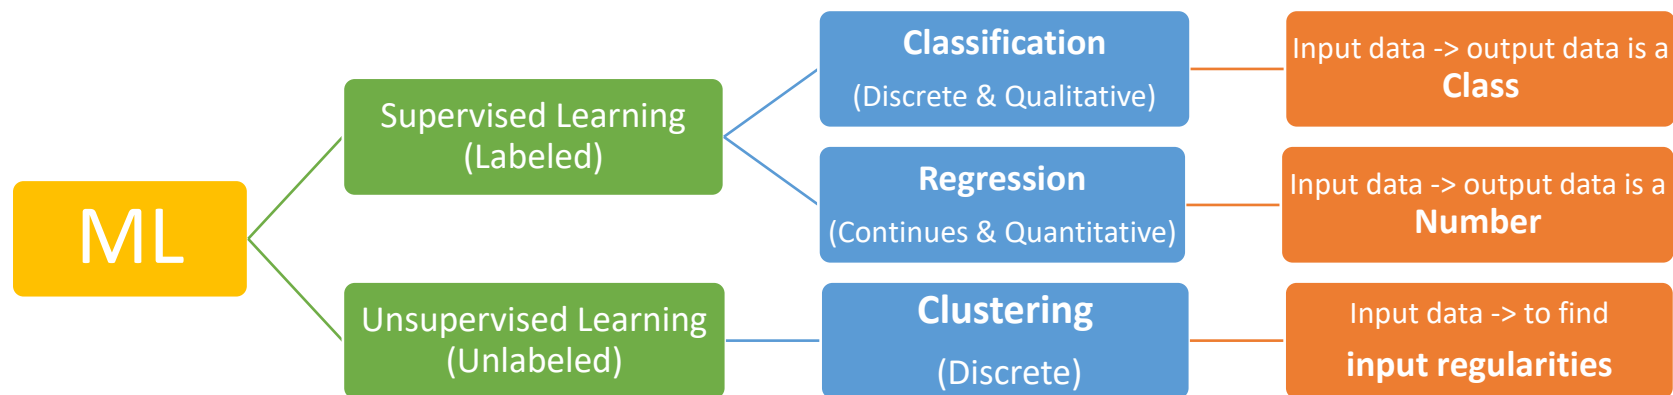 ML
Supervised Learning
(Labeled)
Unsupervised Learning
(Unlabeled)
Classification
(Discrete & Qualitative)
Regression
(Continues & Quantitative)
Clustering
(Discrete)
Input data -> output data is a
Class
Input data -> output data is a
Number
Input data -> to find
input regularities